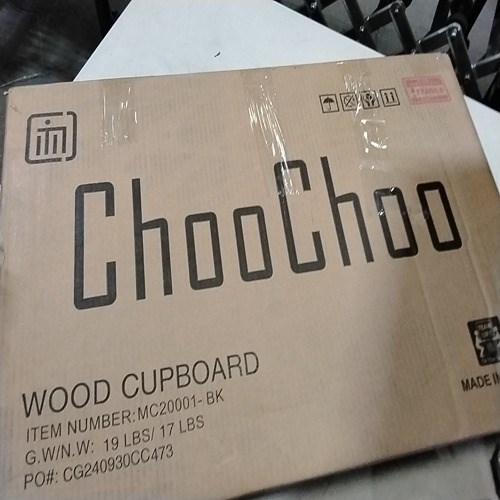 ChooChoo
WOOD CUPBOARD
ITEM NUMBER:MC20001-BK
G.W/N.W: 19 LBS/ 17 LBS
PO#: CG240930CC473
MADE IN